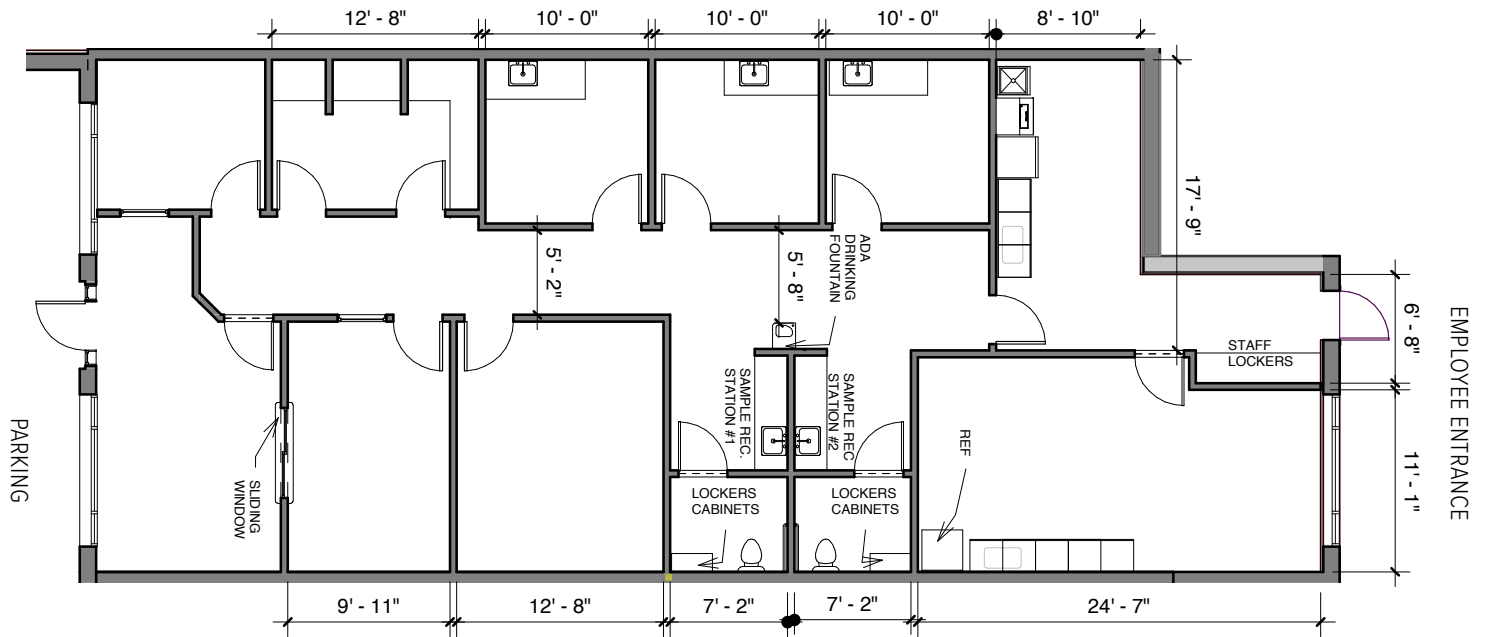 12' - 8"
10' - 0"
10' - 0"
10' - 0"
8' - 10"
17' - 9"
5' - 2"
5' - 8"
ADA
DRINKING
FOUNTAIN
6' - 8"
EMPLOYEE ENTRANCE
STAFF
LOCKERS
SAMPLE REC.
STATION #1
SAMPLE REC
STATION #2
PARKING
SLIDING
WINDOW
REF
11' - 1"
LOCKERS
CABINETS
LOCKERS
CABINETS
9' - 11"
12' - 8"
7' - 2"
7' - 2"
24' - 7"